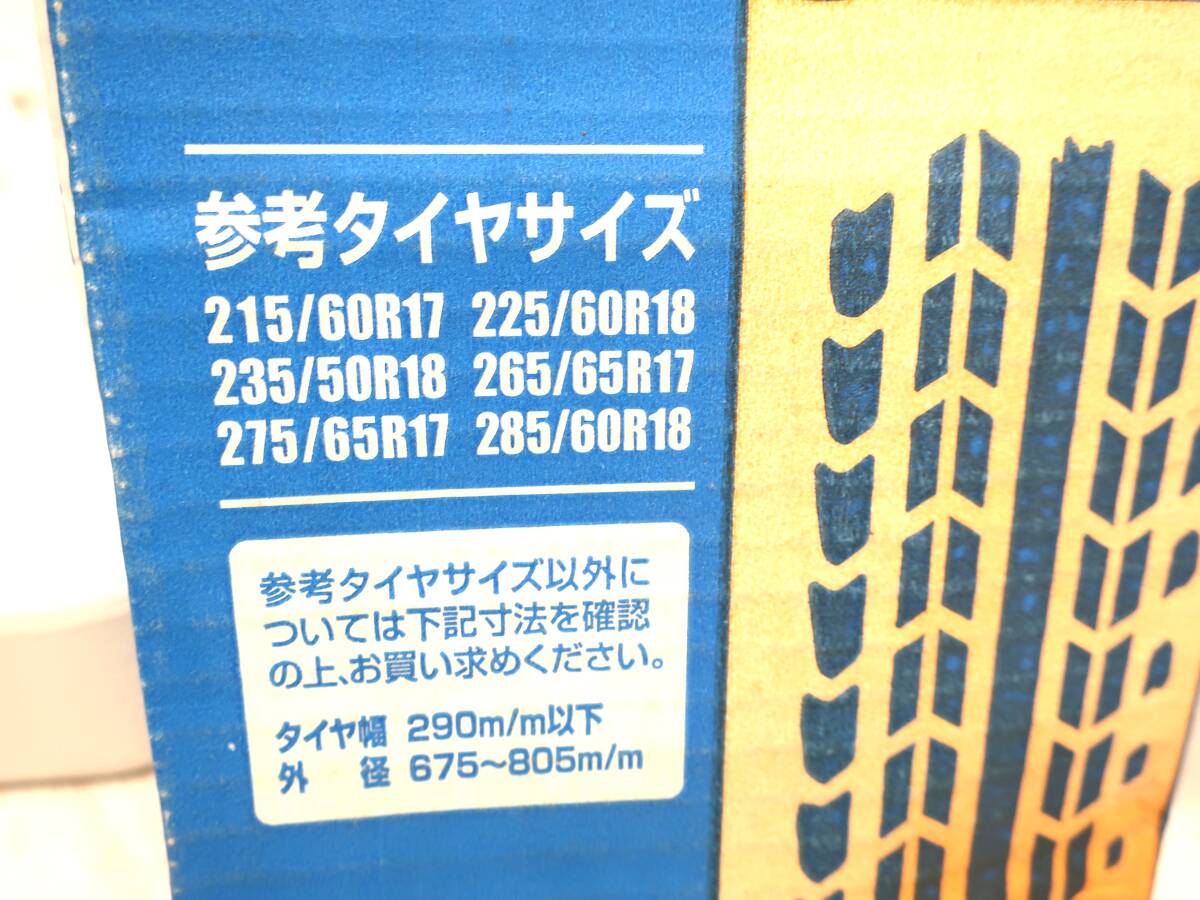 参考タイヤサイズ
215/60R17 225/60R18
235/50R18 265/65R17
275/65R17 285/60R18
参考タイヤサイズ以外に
ついては下記寸法を確認
の上、お買い求めください。
タイヤ幅 290m/m以下
外 径 675〜805m/m